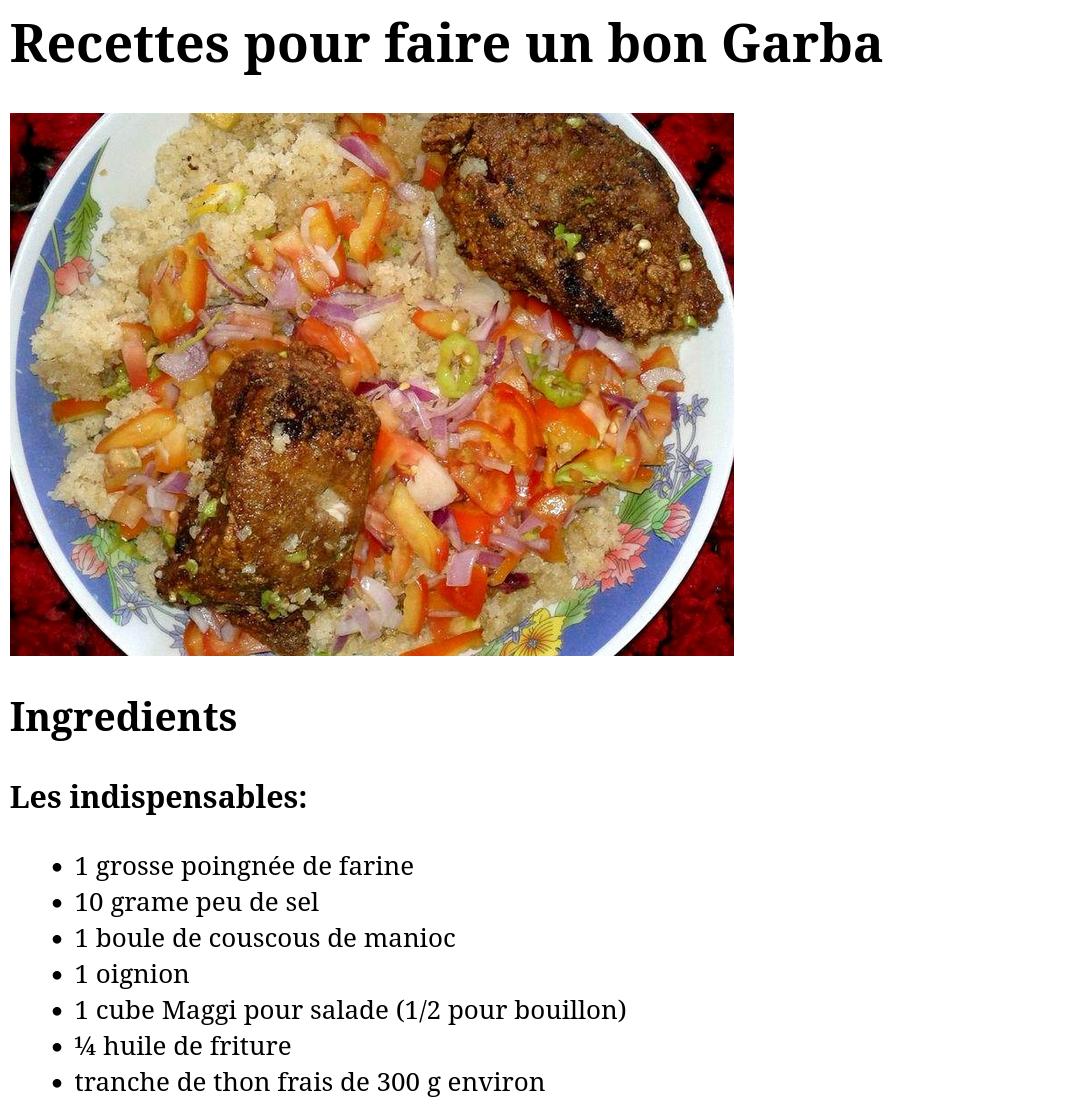 Recettes pour faire un bon Garba
Ingredients
Les indispensables:
• 1 grosse poingnée de farine
• 10 grame peu de sel
• 1 boule de couscous de manioc
• 1 oignion
• 1 cube Maggi pour salade (1/2 pour bouillon)
• ¼ huile de friture
• tranche de thon frais de 300 g environ